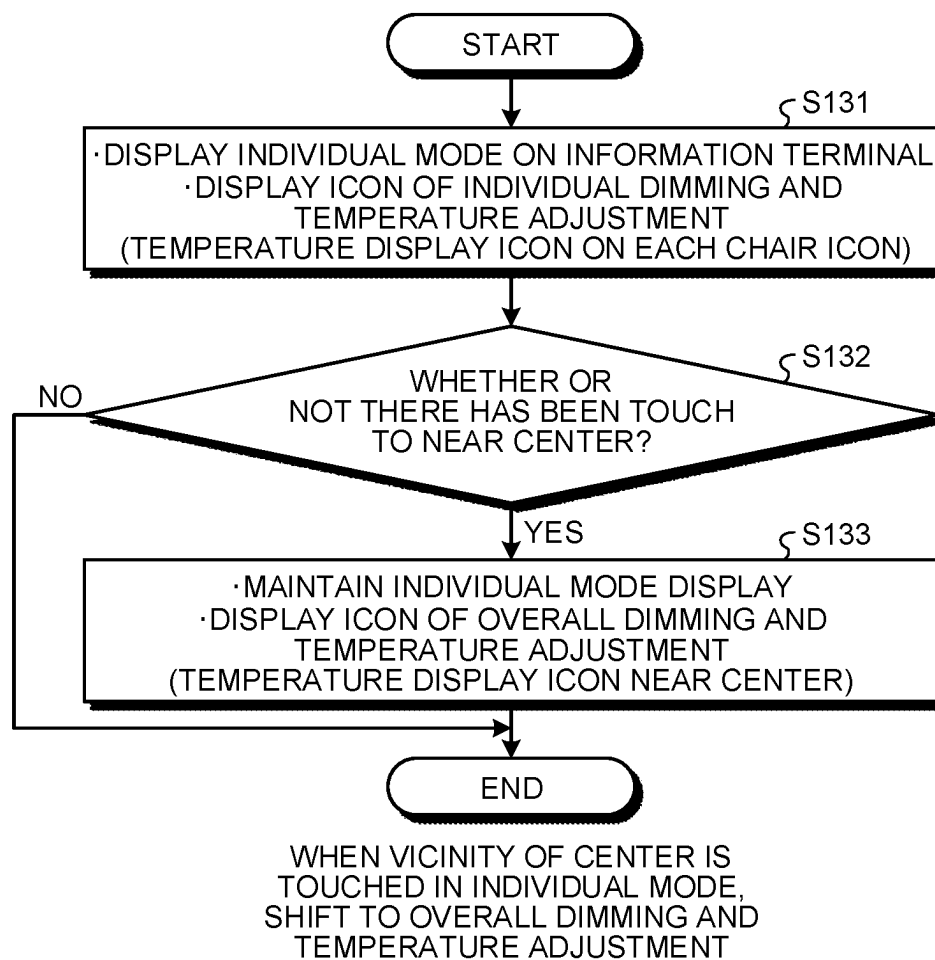 START
S131
·DISPLAY INDIVIDUAL MODE ON INFORMATION TERMINAL
·DISPLAY ICON OF INDIVIDUAL DIMMING AND
TEMPERATURE ADJUSTMENT
(TEMPERATURE DISPLAY ICON ON EACH CHAIR ICON)
S132
NO
WHETHER OR
NOT THERE HAS BEEN TOUCH
TO NEAR CENTER?
YES
S133
·MAINTAIN INDIVIDUAL MODE DISPLAY
·DISPLAY ICON OF OVERALL DIMMING AND
TEMPERATURE ADJUSTMENT
(TEMPERATURE DISPLAY ICON NEAR CENTER)
END
WHEN VICINITY OF CENTER IS
TOUCHED IN INDIVIDUAL MODE,
SHIFT TO OVERALL DIMMING AND
TEMPERATURE ADJUSTMENT